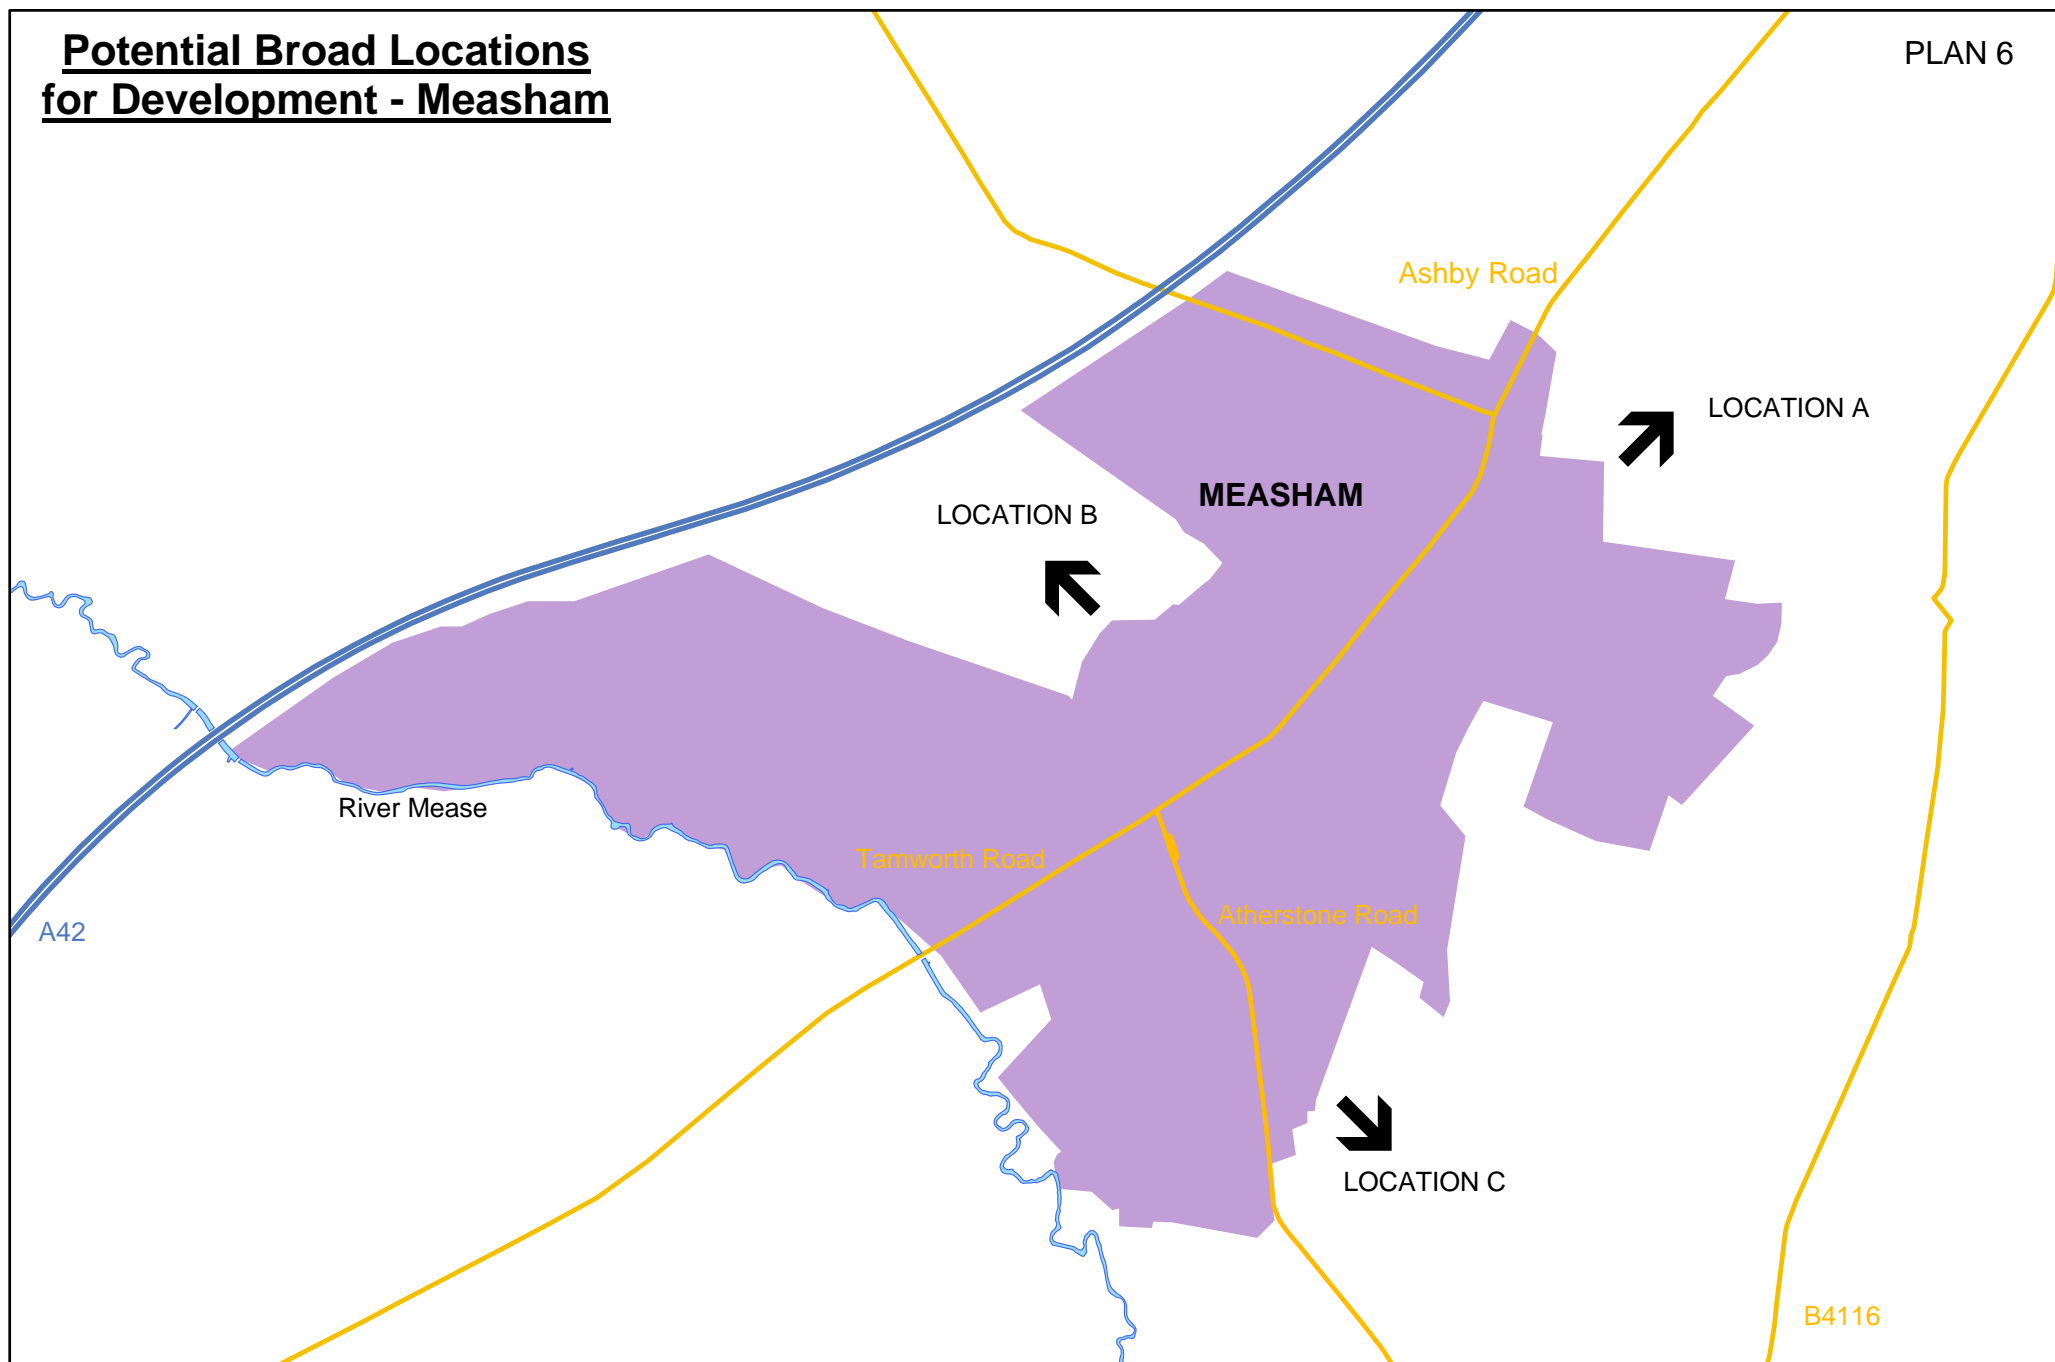 Potential Broad Locations
for Development - Measham
PLAN 6
Ashby Road
LOCATION A
MEASHAM
LOCATION B
River Mease
Tamworth Road
Atherstone Road
A42
LOCATION C
B4116